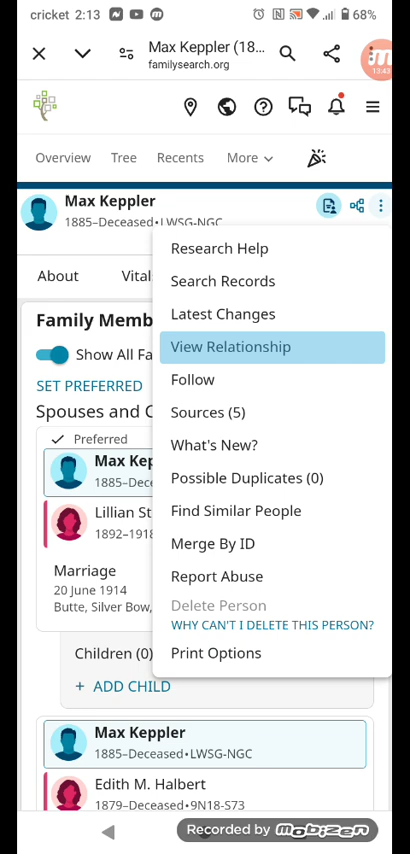 cricket 2:13 68%
Max Keppler (18...
familysearch.org
13:43
Overview Tree Recents More
Max Keppler
1885–Deceased•LWSG-NGC
About Vital
Research Help
Search Records
Latest Changes
View Relationship
Follow
Sources (5)
What's New?
Possible Duplicates (0)
Find Similar People
Merge By ID
Report Abuse
Delete Person
WHY CAN'T I DELETE THIS PERSON?
Print Options
Family Memb
Show All Fa
SET PREFERRED
Spouses and C
Preferred
Max Kep
1885–Dece
Lillian St
1892–1918
Marriage
20 June 1914
Butte, Silver Bow,
Children (0)
+ ADD CHILD
Max Keppler
1885–Deceased•LWSG-NGC
Edith M. Halbert
1879–Deceased•9N18-S73
Recorded by mobizen